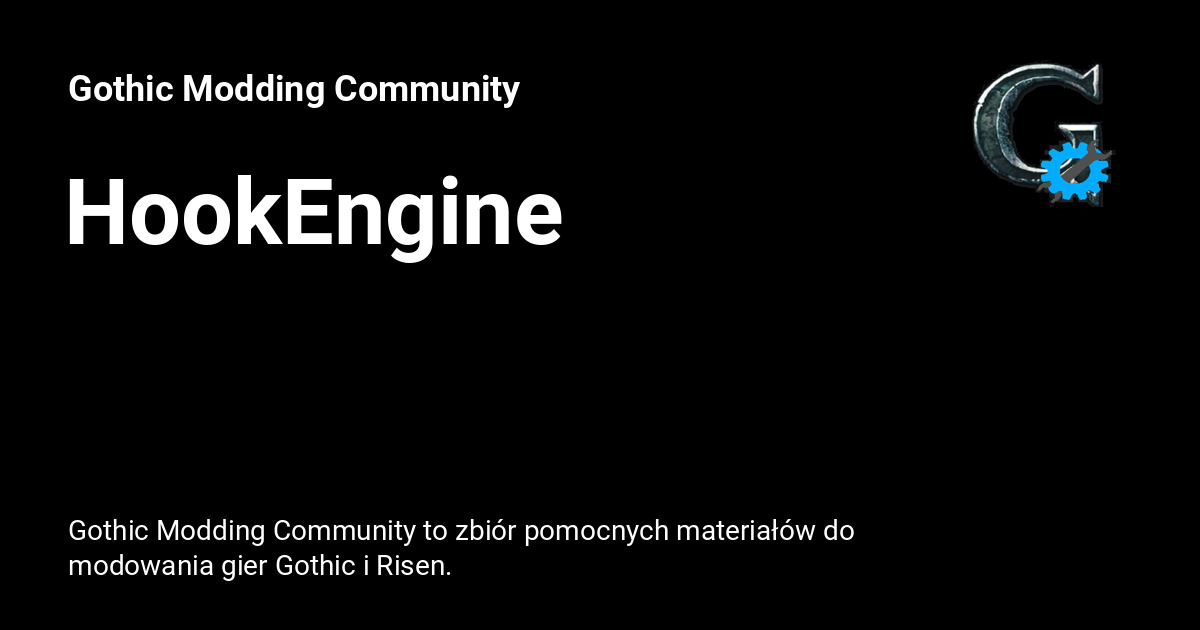 Gothic Modding Community
HookEngine
Gothic Modding Community to zbiór pomocnych materiałów do
modowania gier Gothic i Risen.